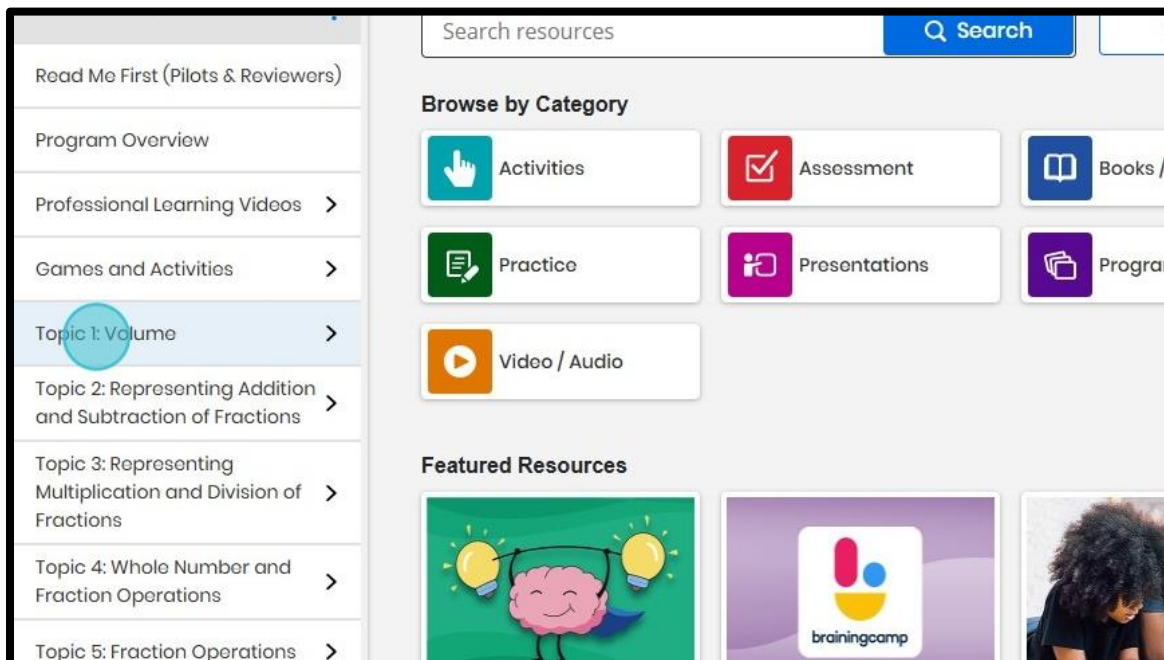 Read Me First (Pilots & Reviewers)
Program Overview
Professional Learning Videos
Games and Activities
Topic 1: Volume
Topic 2: Representing Addition
and Subtraction of Fractions
Topic 3: Representing
Multiplication and Division of
Fractions
Topic 4: Whole Number and
Fraction Operations
Topic 5: Fraction Operations
Search resources
Search
Browse by Category
Activities
Assessment
Books /
Practice
Presentations
Video / Audio
Featured Resources
brainingcamp